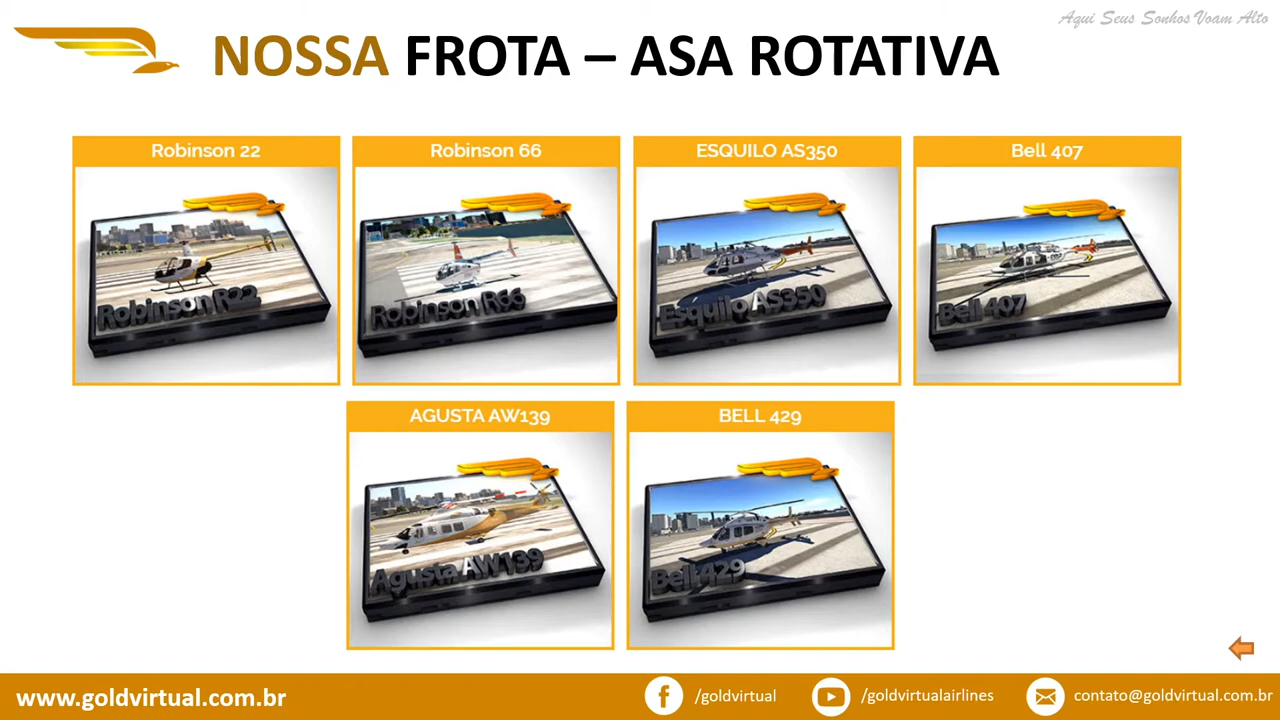 Aqui Seus Sonhos Voam Alto
NOSSA FROTA – ASA ROTATIVA
Robinson 22
Robinson 66
ESQUILO AS350
Bell 407
Robinson R22
Robinson R66
Esquilo AS350
Bell 407
AGUSTA AW139
BELL 429
Agusta AW139
Bell 429
www.goldvirtual.com.br
/goldvirtual
/goldvirtualairlines
contato@goldvirtual.com.br